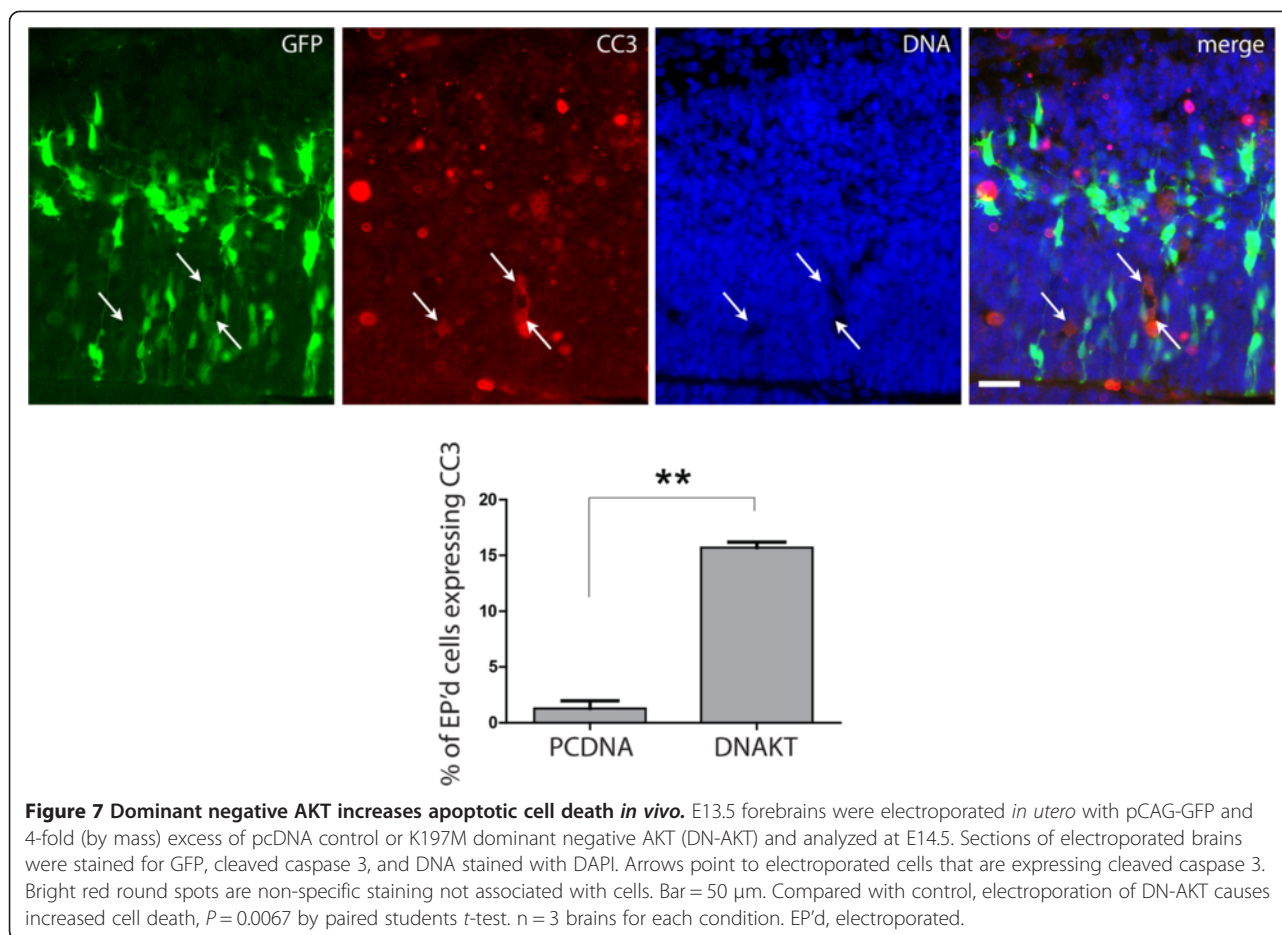 GFP
CC3
DNA
merge
% of EP'd cells expressing CC3
**
20
15
10
5
0
PCDNA
DNAKT
Figure 7 Dominant negative AKT increases apoptotic cell death in vivo. E13.5 forebrains were electroporated in utero with pCAG-GFP and
4-fold (by mass) excess of pcDNA control or K197M dominant negative AKT (DN-AKT) and analyzed at E14.5. Sections of electroporated brains
were stained for GFP, cleaved caspase 3, and DNA stained with DAPI. Arrows point to electroporated cells that are expressing cleaved caspase 3.
Bright red round spots are non-specific staining not associated with cells. Bar = 50 μm. Compared with control, electroporation of DN-AKT causes
increased cell death, P = 0.0067 by paired students t-test. n = 3 brains for each condition. EP'd, electroporated.